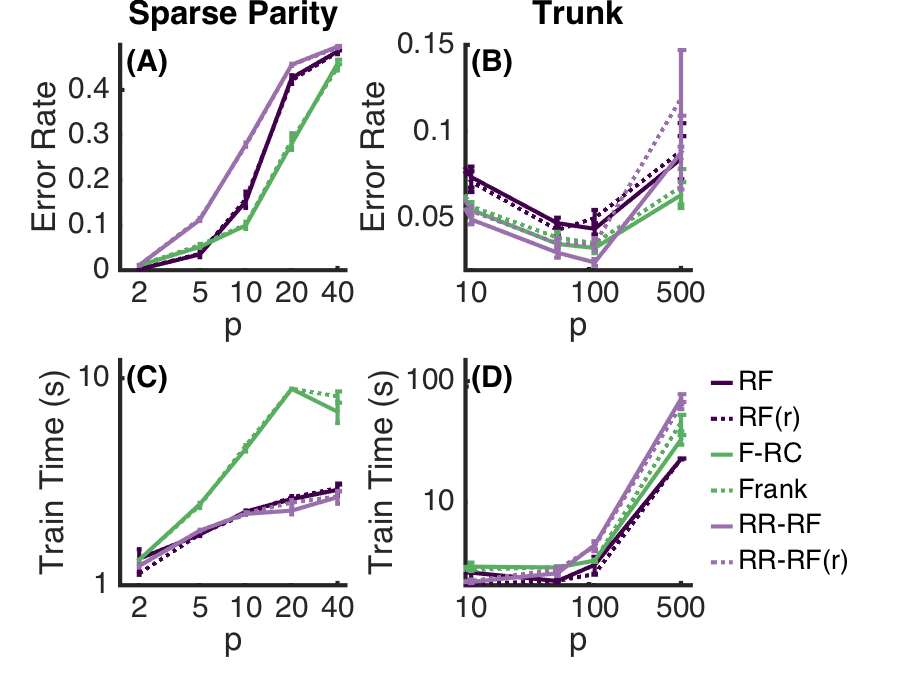 Sparse Parity
Trunk
(A)
Error Rate
0.4
0.3
0.2
0.1
0
2 5 10 20 40
p
(B)
Error Rate
0.15
0.1
0.05
10 100 500
p
(C)
Train Time (s)
10
1
2 5 10 20 40
p
(D)
Train Time (s)
100
10
10 100 500
p
RF
RF(r)
F-RC
Frank
RR-RF
RR-RF(r)